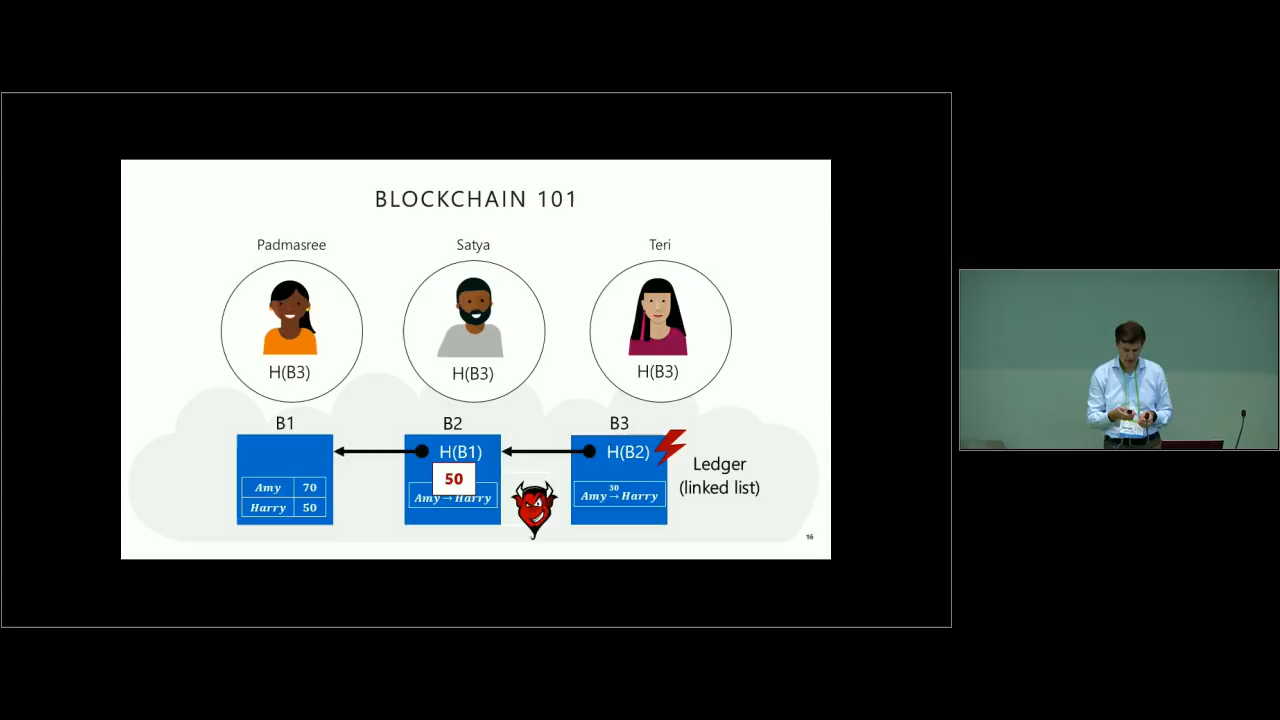 BLOCKCHAIN 101
Padmasree
Satya
Teri
H(B3)
H(B3)
H(B3)
B1
B2
B3
H(B1)
H(B2)
Ledger
(linked list)
50
Amy 70
Harry 50
Amy → Harry
30
Amy → Harry
16